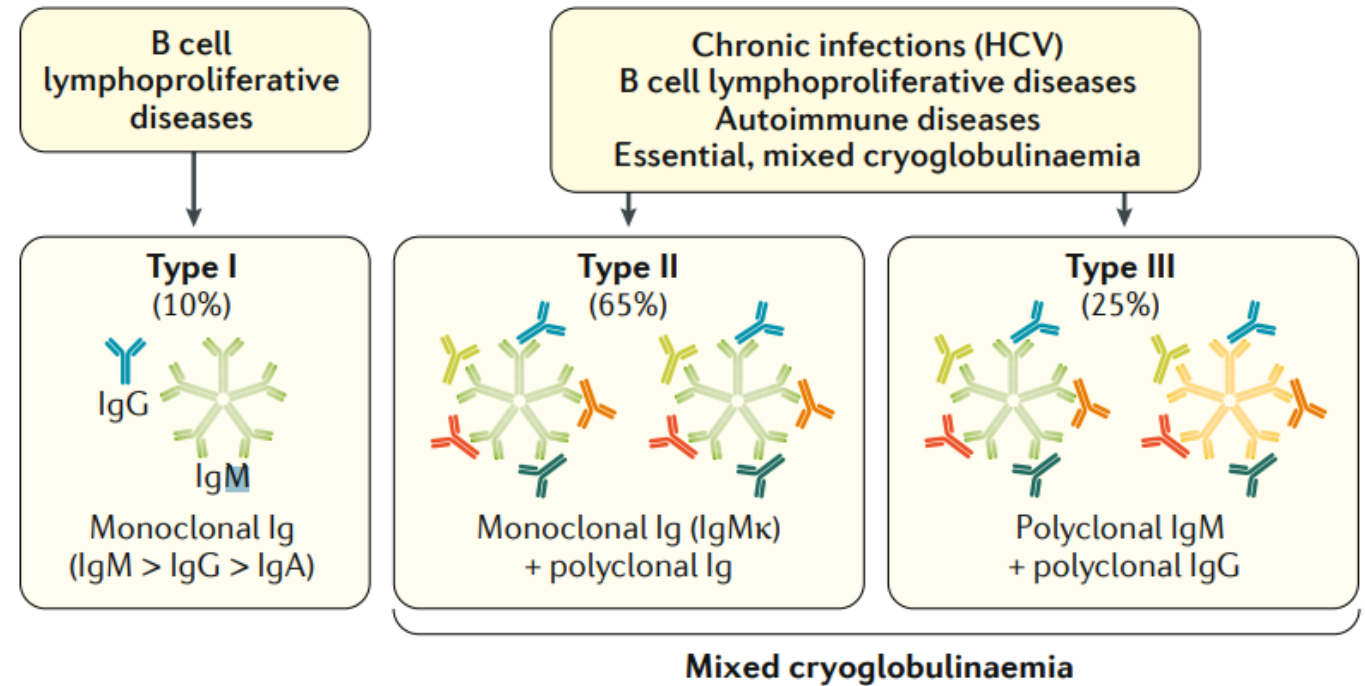 B cell
lymphoproliferative
diseases
Chronic infections (HCV)
B cell lymphoproliferative diseases
Autoimmune diseases
Essential, mixed cryoglobulinaemia
Type I
(10%)
IgG
IgM
Monoclonal Ig
(IgM > IgG > IgA)
Type II
(65%)
Monoclonal Ig (IgMκ)
+ polyclonal Ig
Type III
(25%)
Polyclonal IgM
+ polyclonal IgG
Mixed cryoglobulinaemia